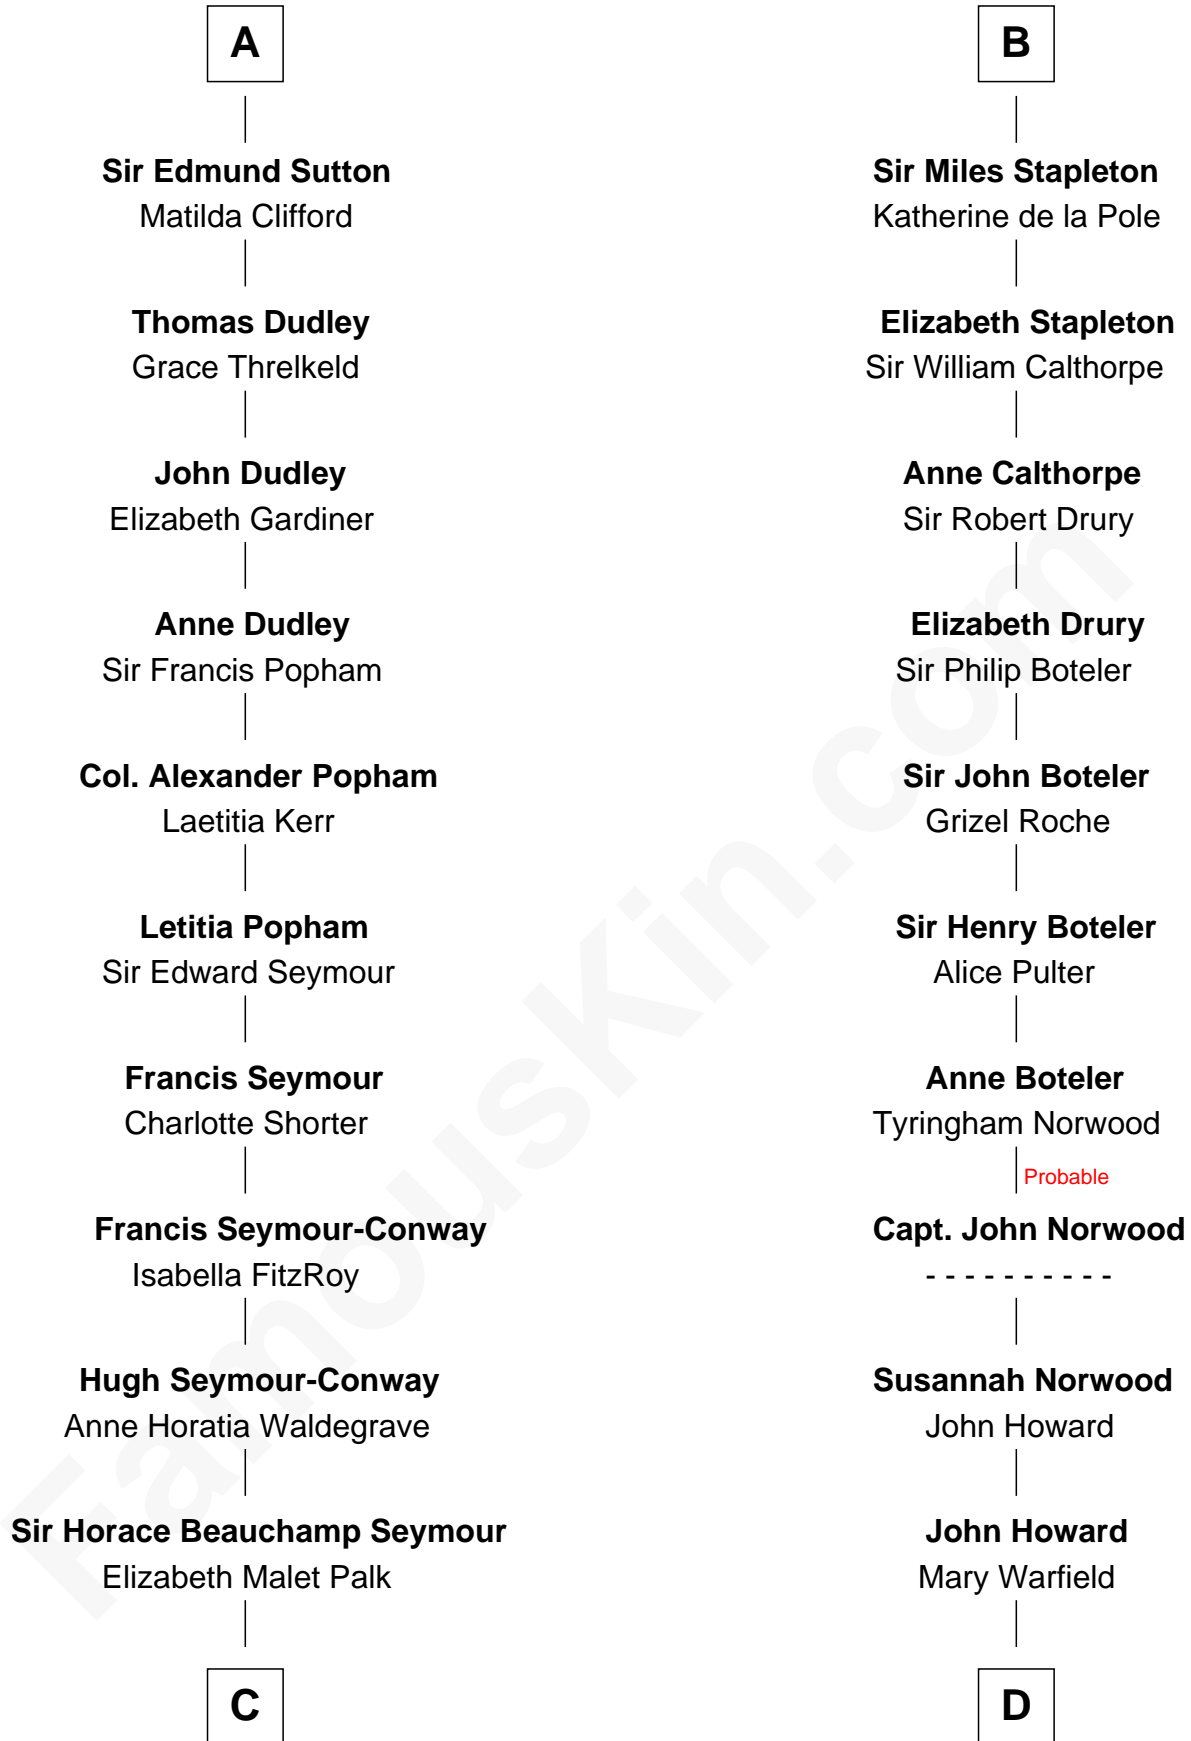 A
Sir Edmund Sutton
Matilda Clifford
Thomas Dudley
Grace Threlkeld
John Dudley
Elizabeth Gardiner
Anne Dudley
Sir Francis Popham
Col. Alexander Popham
Laetitia Kerr
Letitia Popham
Sir Edward Seymour
Francis Seymour
Charlotte Shorter
Francis Seymour-Conway
Isabella FitzRoy
Hugh Seymour-Conway
Anne Horatia Waldegrave
Sir Horace Beauchamp Seymour
Elizabeth Malet Palk
C
B
Sir Miles Stapleton
Katherine de la Pole
Elizabeth Stapleton
Sir William Calthorpe
Anne Calthorpe
Sir Robert Drury
Elizabeth Drury
Sir Philip Boteler
Sir John Boteler
Grizel Roche
Sir Henry Boteler
Alice Pulter
Anne Boteler
Tyringham Norwood
Probable
Capt. John Norwood
- - - - - - - - - -
Susannah Norwood
John Howard
John Howard
Mary Warfield
D
FamousKin.com